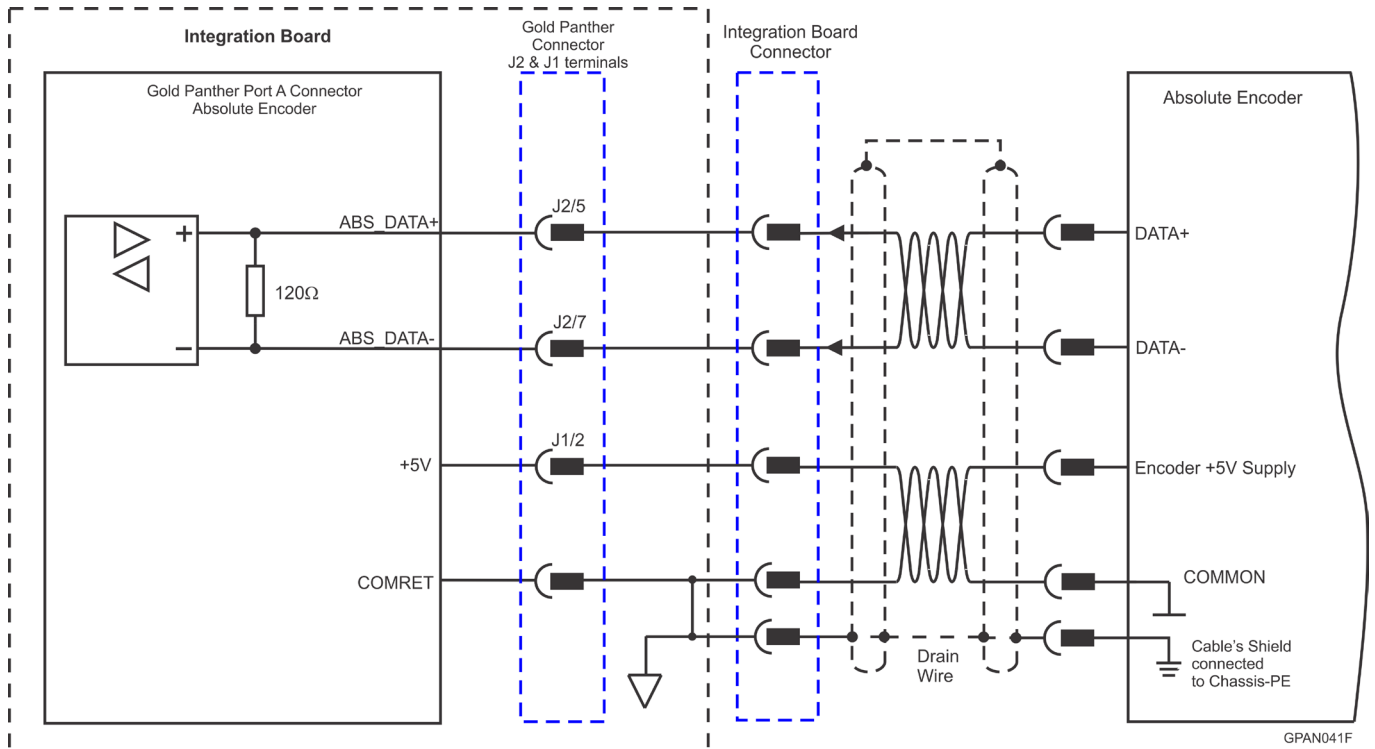 Integration Board
Gold Panther
Connector
J2 & J1 terminals
Integration Board
Connector
Gold Panther Port A Connector
Absolute Encoder
Absolute Encoder
+
ABS_DATA+
J2/5
DATA+
120Ω
−
ABS_DATA-
J2/7
DATA-
+5V
J1/2
Encoder +5V Supply
COMRET
COMMON
Drain
Wire
Cable's Shield
connected
to Chassis-PE
GPAN041F